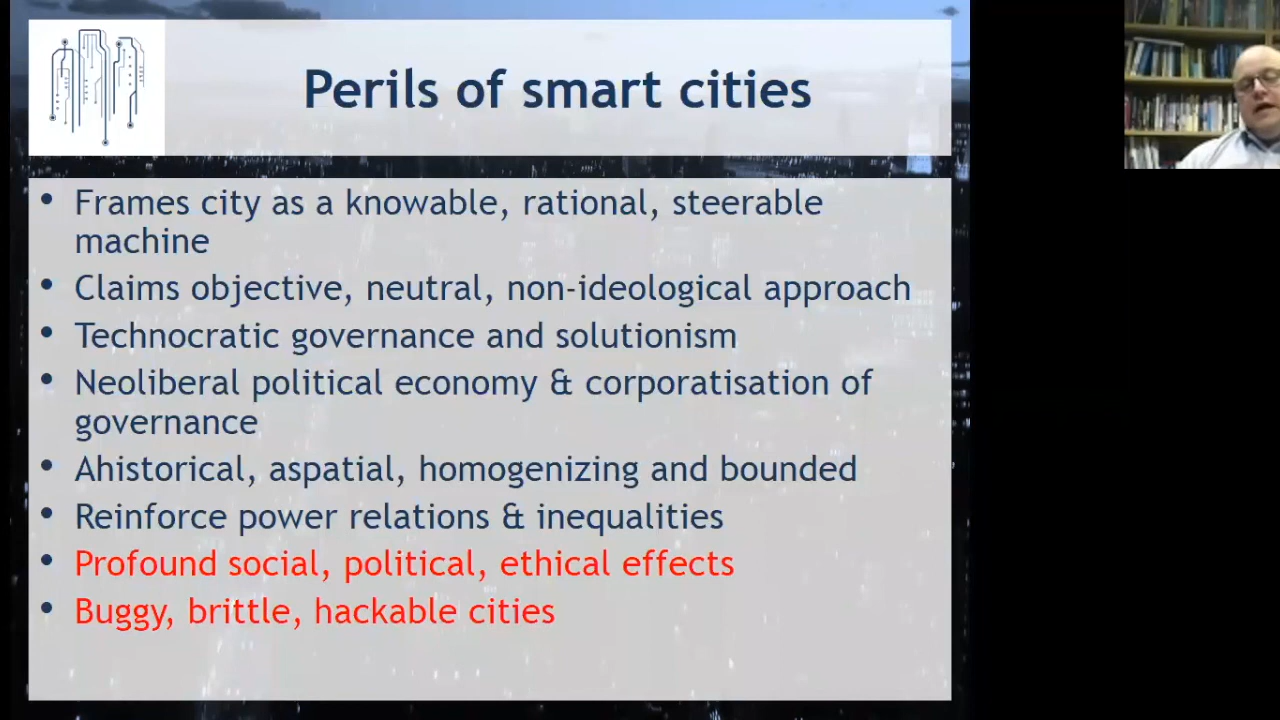 Perils of smart cities
• Frames city as a knowable, rational, steerable
machine
• Claims objective, neutral, non-ideological approach
• Technocratic governance and solutionism
• Neoliberal political economy & corporatisation of
governance
• Ahistorical, aspatial, homogenizing and bounded
• Reinforce power relations & inequalities
• Profound social, political, ethical effects
• Buggy, brittle, hackable cities